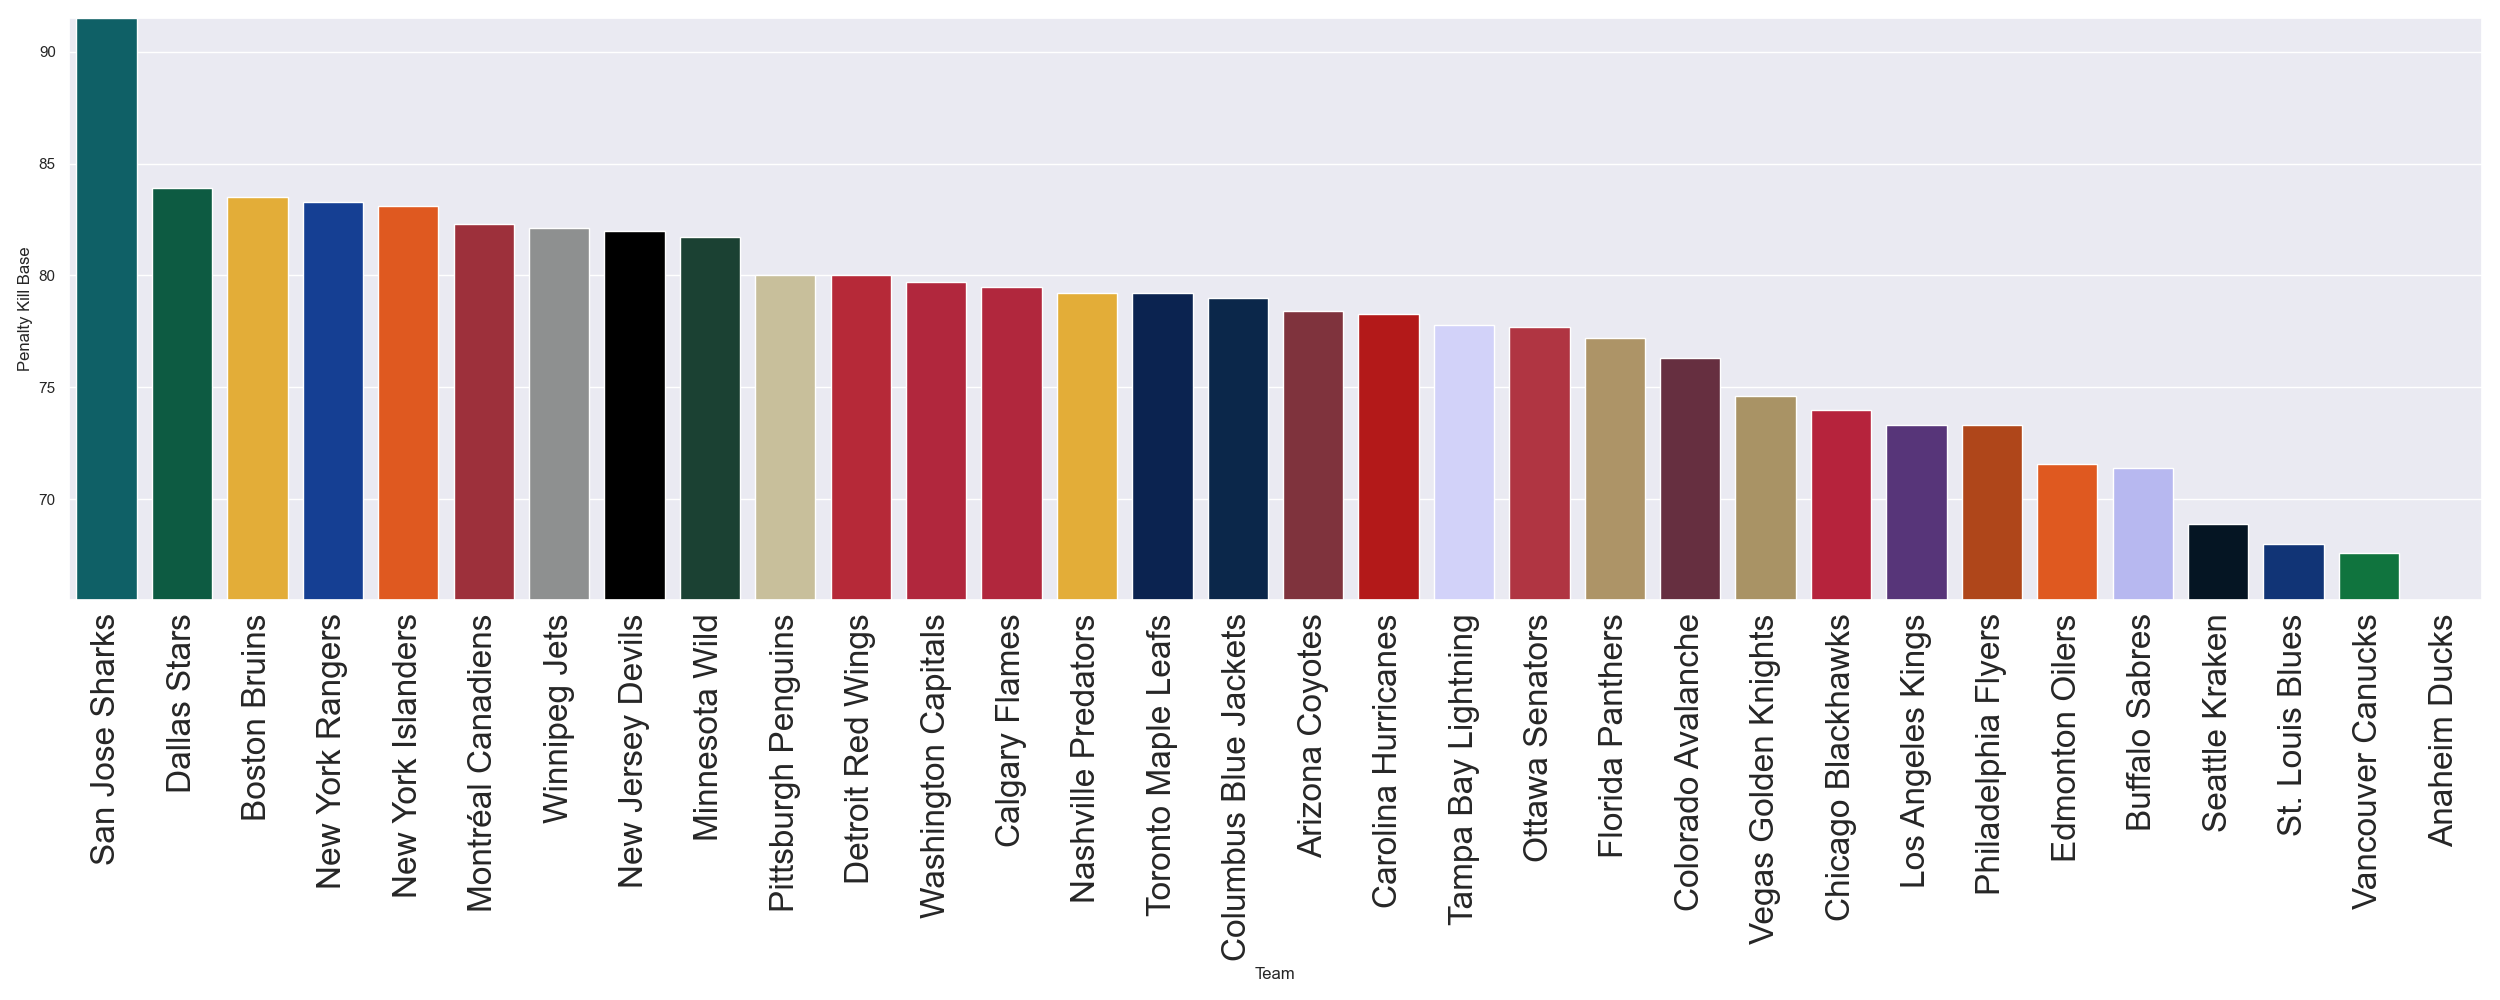 90
85
80
75
70
Penalty Kill Base
San Jose Sharks
Dallas Stars
Boston Bruins
New York Rangers
New York Islanders
Montréal Canadiens
Winnipeg Jets
New Jersey Devils
Minnesota Wild
Pittsburgh Penguins
Detroit Red Wings
Washington Capitals
Calgary Flames
Nashville Predators
Toronto Maple Leafs
Columbus Blue Jackets
Arizona Coyotes
Carolina Hurricanes
Tampa Bay Lightning
Ottawa Senators
Florida Panthers
Colorado Avalanche
Vegas Golden Knights
Chicago Blackhawks
Los Angeles Kings
Philadelphia Flyers
Edmonton Oilers
Buffalo Sabres
Seattle Kraken
St. Louis Blues
Vancouver Canucks
Anaheim Ducks
Team